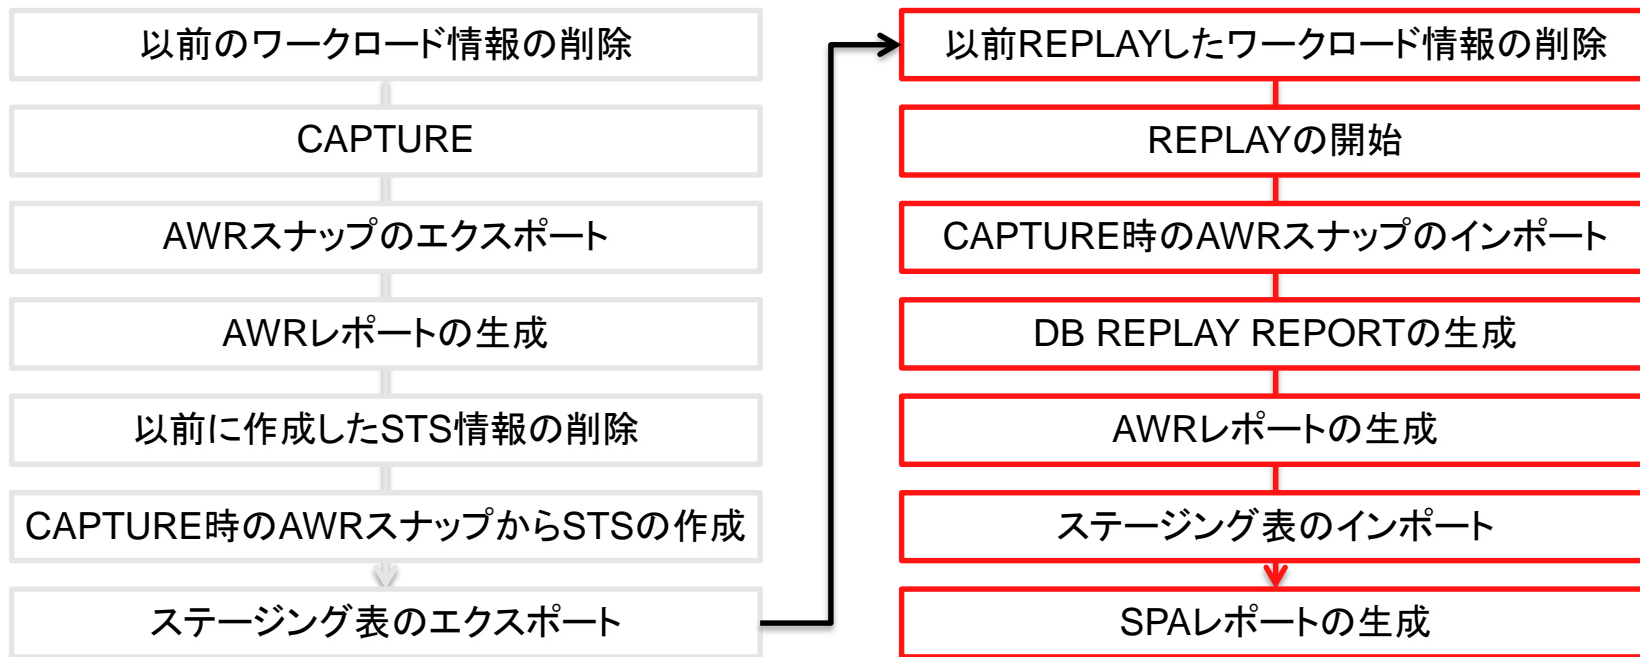 以前のワークロード情報の削除
CAPTURE
AWRスナップのエクスポート
AWRレポートの生成
以前に作成したSTS情報の削除
CAPTURE時のAWRスナップからSTSの作成
ステージング表のエクスポート
以前REPLAYしたワークロード情報の削除
REPLAYの開始
CAPTURE時のAWRスナップのインポート
DB REPLAY REPORTの生成
AWRレポートの生成
ステージング表のインポート
SPAレポートの生成